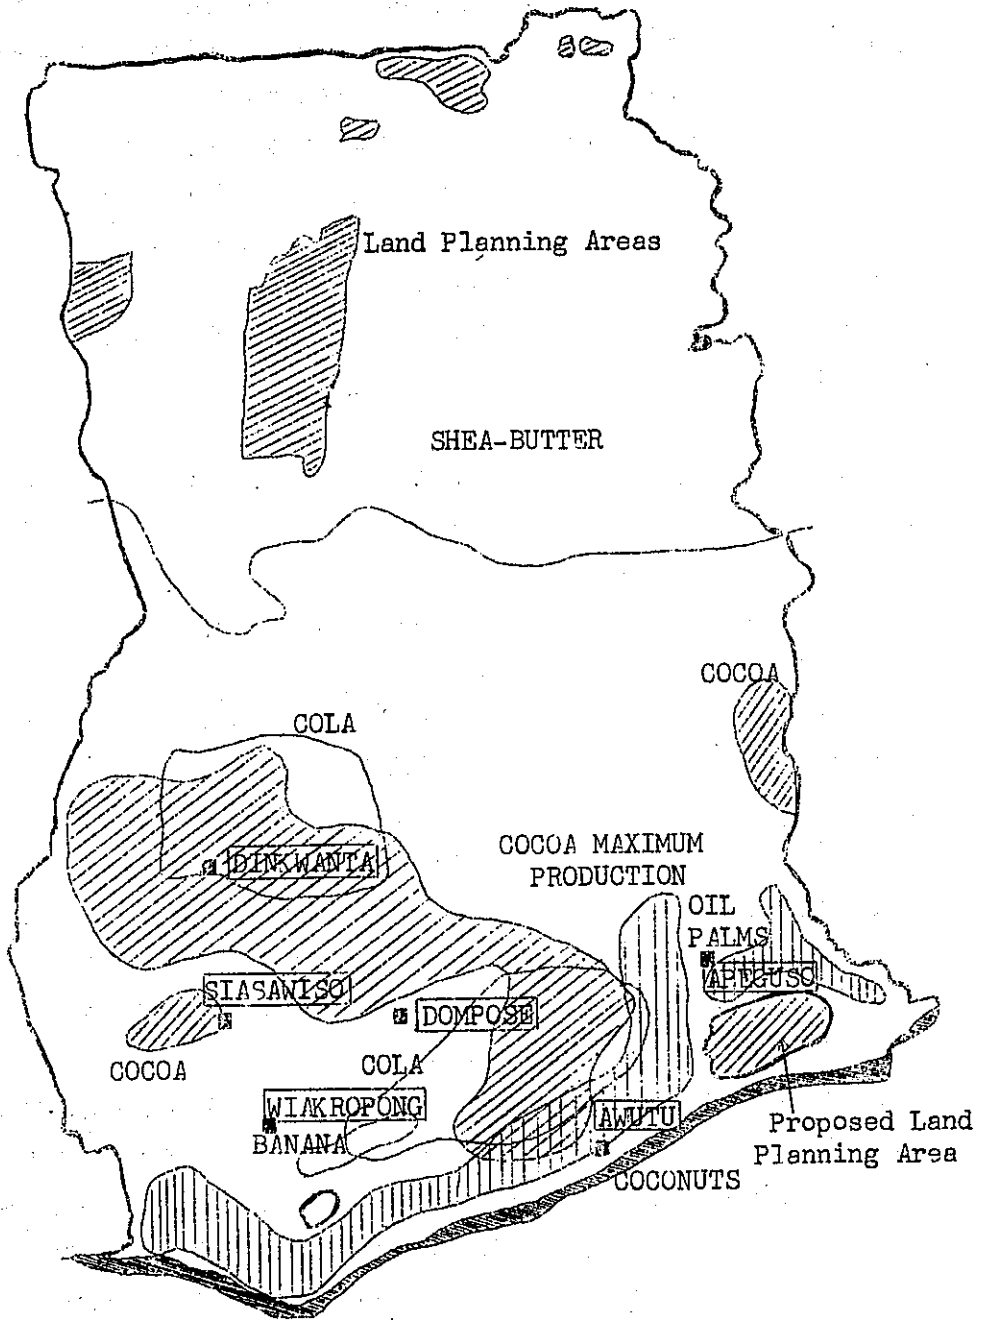 Land Planning Areas
SHEA-BUTTER
COCOA
COLA
COCOA MAXIMUM
PRODUCTION
DINKWANTA
OIL
PALMS
APEGUSO
SIASAWISO
DOMPOSE
COCOA
COLA
WIAKROPONG
BANANA
AWUTU
Proposed Land
Planning Area
COCONUTS